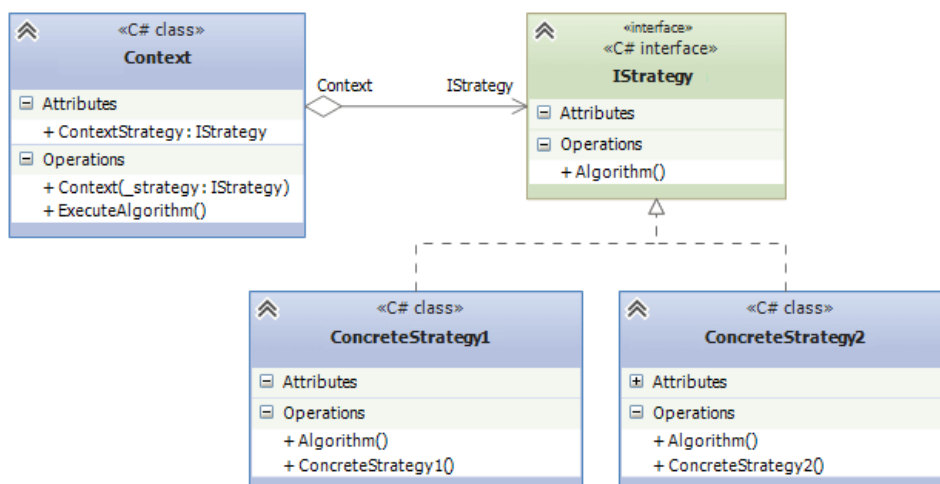 «C# class»
Context
Attributes
+ ContextStrategy : IStrategy
Operations
+ Context(_strategy : IStrategy)
+ ExecuteAlgorithm()
Context
IStrategy
«interface»
«C# interface»
IStrategy
Attributes
Operations
+ Algorithm()
«C# class»
ConcreteStrategy1
Attributes
Operations
+ Algorithm()
+ ConcreteStrategy1()
«C# class»
ConcreteStrategy2
Attributes
Operations
+ Algorithm()
+ ConcreteStrategy2()